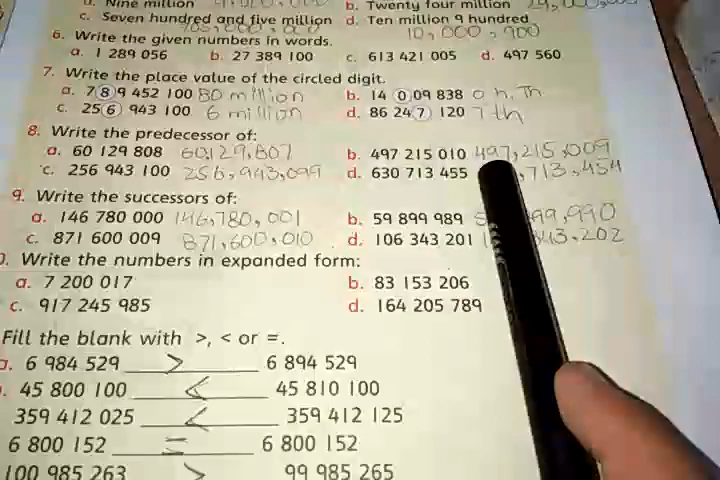 a. Nine million b. Twenty four million
c. Seven hundred and five million d. Ten million 9 hundred
10,000,900
6. Write the given numbers in words.
a. 1 289 056 b. 27 389 100 c. 613 421 005 d. 497 560
7. Write the place value of the circled digit.
a. 789 452 100 80 million b. 14 009 838 0 h. Th
c. 256 943 100 6 million d. 86 247 120 7 th
8. Write the predecessor of:
a. 60 129 808 60,129,807 b. 497 215 010 497,215,009
c. 256 943 100 256,943,099 d. 630 713 455 ,713,454
9. Write the successors of:
a. 146 780 000 146,780,001 b. 59 899 989 99,990
c. 871 600 009 871,600,010 d. 106 343 201 343,202
0. Write the numbers in expanded form:
a. 7 200 017 b. 83 153 206
c. 917 245 985 d. 164 205 789
Fill the blank with >, < or =.
a. 6 984 529 > 6 894 529
45 800 100 < 45 810 100
359 412 025 < 359 412 125
6 800 152 = 6 800 152
100 985 263 > 99 985 265